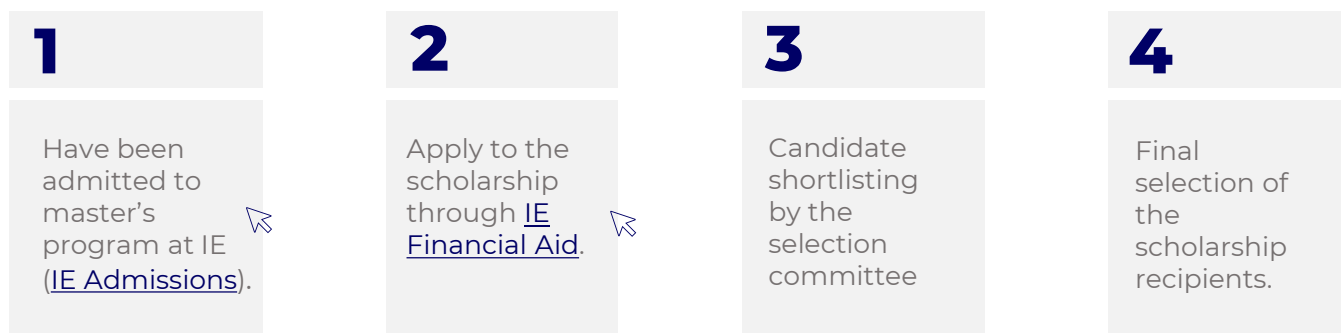 1
Have been
admitted to
master’s
program at IE
(IE Admissions).
2
Apply to the
scholarship
through IE
Financial Aid.
3
Candidate
shortlisting
by the
selection
committee
4
Final
selection of
the
scholarship
recipients.